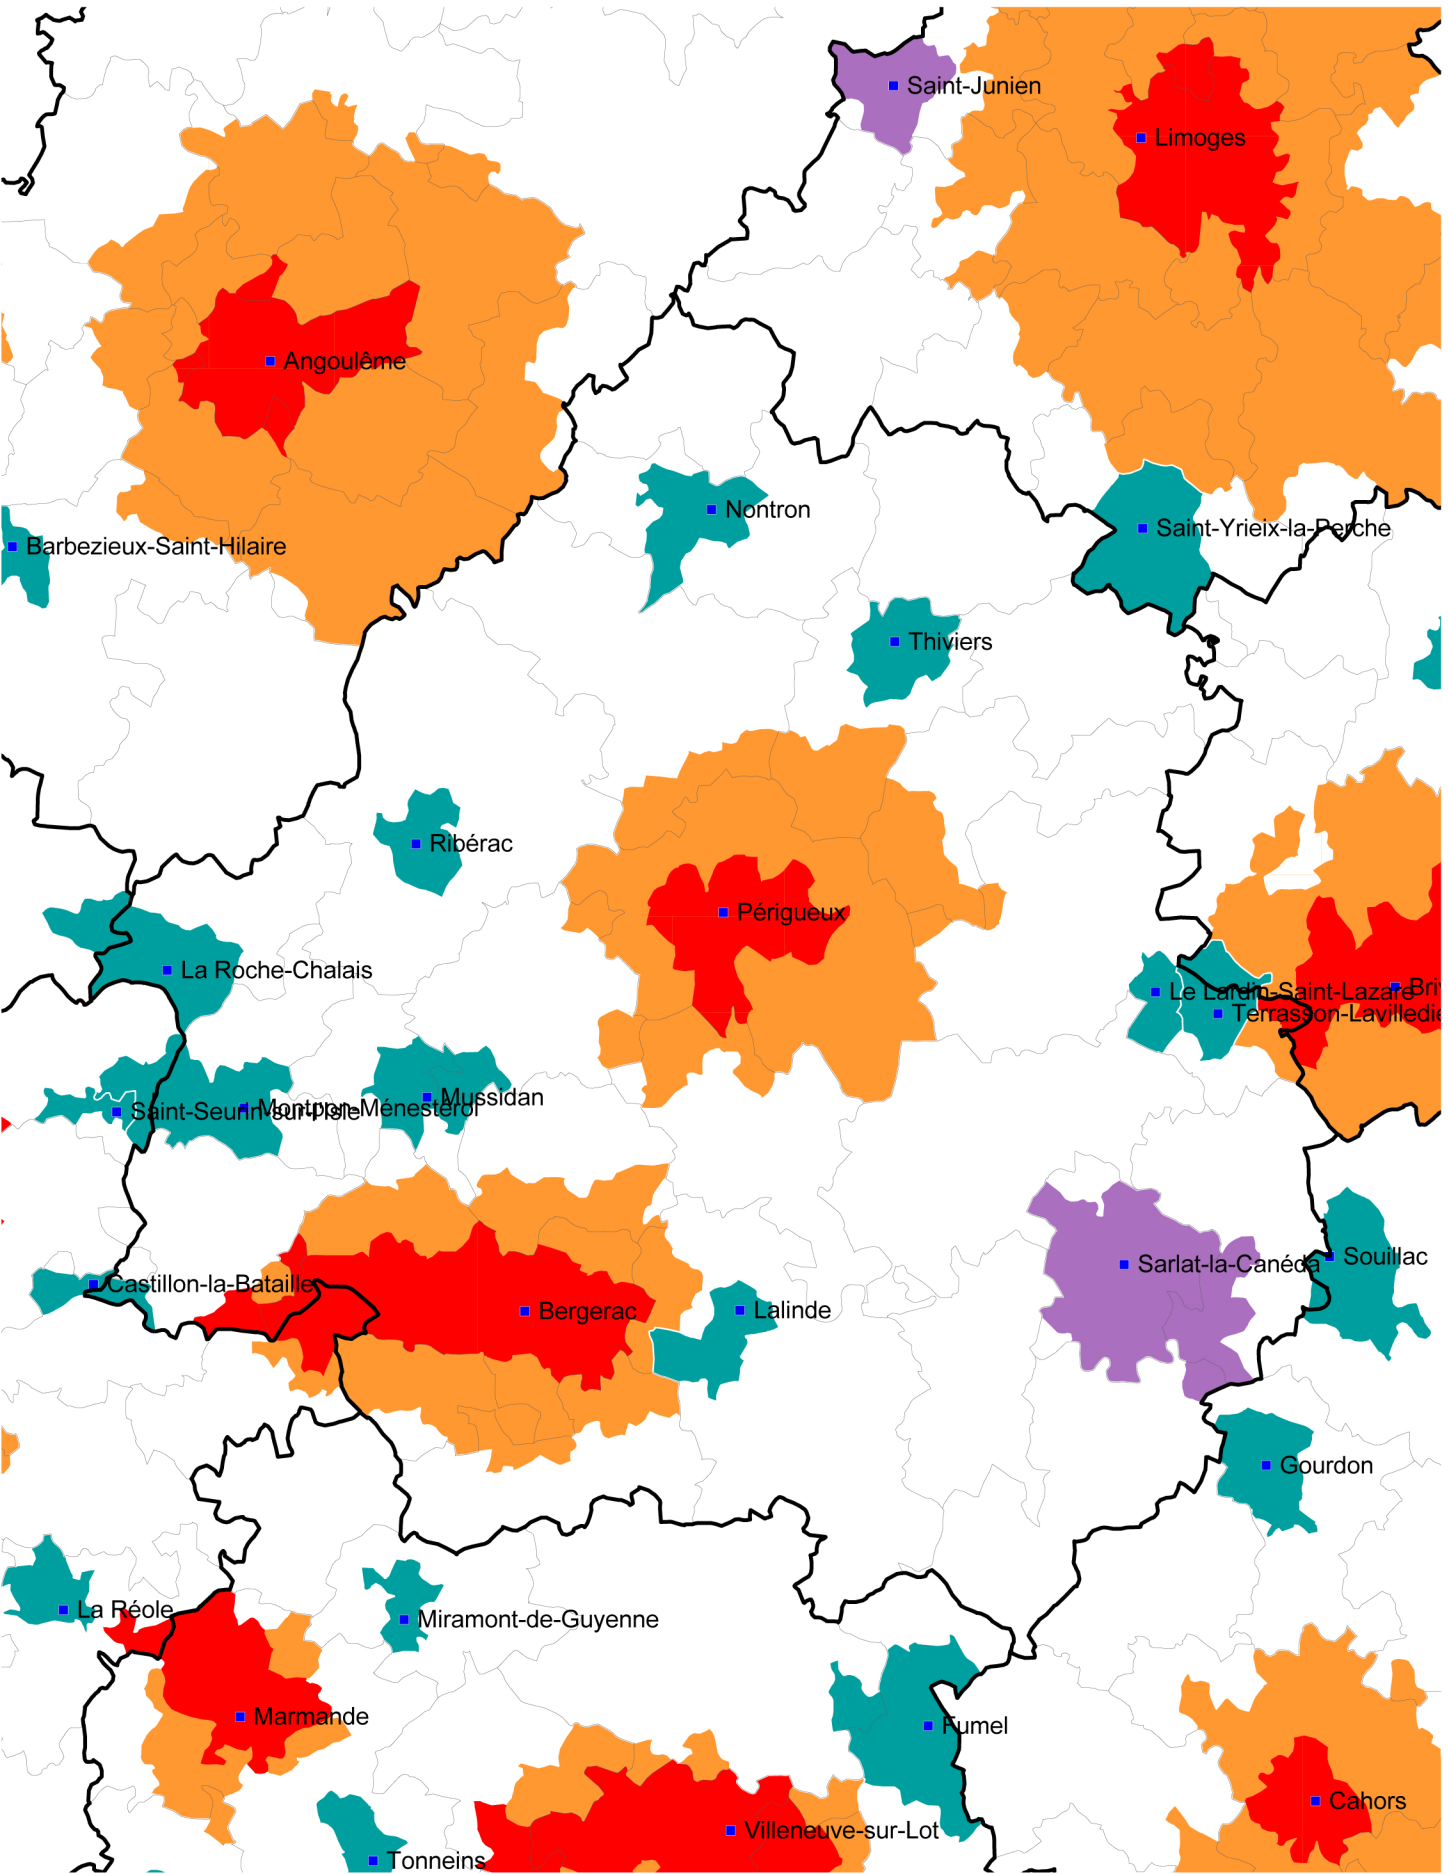 Saint-Junien
Limoges
Angoulême
Nontron
Saint-Yrieix-la-Perche
Barbezieux-Saint-Hilaire
Thiviers
Ribérac
Périgueux
La Roche-Chalais
Le Lardin-Saint-Lazare
Briv
Terrasson-Lavilledie
Mussidan
Montpon-Ménestérol
Saint-Seurin-sur-l'Isle
Sarlat-la-Canéda
Souillac
Castillon-la-Bataille
Bergerac
Lalinde
Gourdon
La Réole
Miramont-de-Guyenne
Marmande
Fumel
Cahors
Villeneuve-sur-Lot
Tonneins